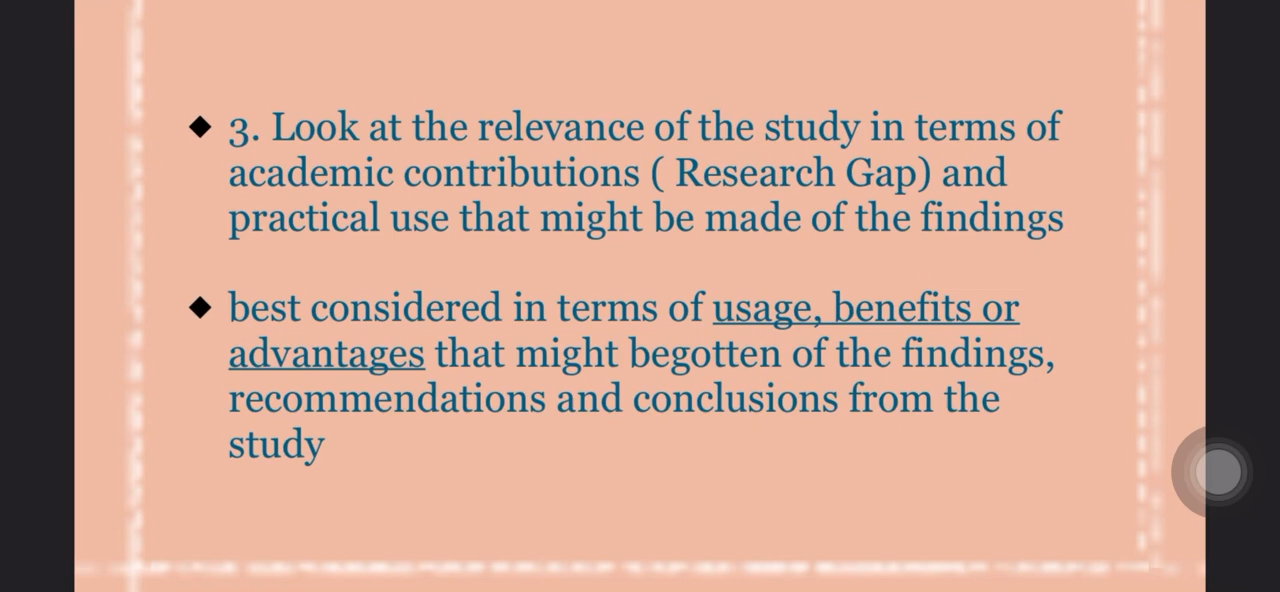 ◆ 3. Look at the relevance of the study in terms of
academic contributions ( Research Gap) and
practical use that might be made of the findings
◆ best considered in terms of usage, benefits or
advantages that might begotten of the findings,
recommendations and conclusions from the
study